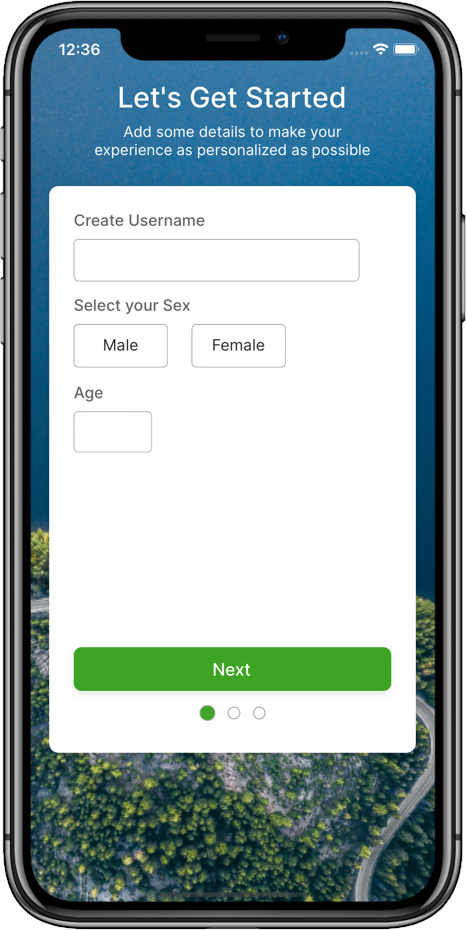 12:36
Let's Get Started
Add some details to make your
experience as personalized as possible
Create Username
Select your Sex
Male Female
Age
Next